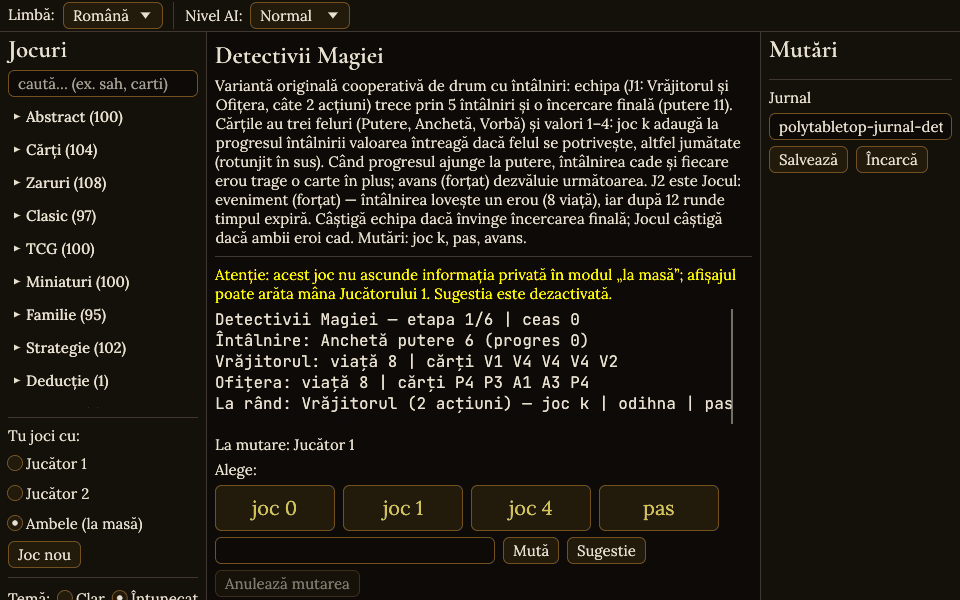 Limbă: Română Nivel AI: Normal
Jocuri
caută... (ex. sah, carti)
Abstract (100)
Cărți (104)
Zaruri (108)
Clasic (97)
TCG (100)
Miniaturi (100)
Familie (95)
Strategie (102)
Deducție (1)
Tu joci cu:
Jucător 1
Jucător 2
Ambele (la masă)
Joc nou
Temă: Clar Întunecat
Detectivii Magiei
Variantă originală cooperativă de drum cu întâlniri: echipa (J1: Vrăjitorul și
Ofițera, câte 2 acțiuni) trece prin 5 întâlniri și o încercare finală (putere 11).
Cărțile au trei feluri (Putere, Anchetă, Vorbă) și valori 1–4: joc k adaugă la
progresul întâlnirii valoarea întreagă dacă felul se potrivește, altfel jumătate
(rotunjit în sus). Când progresul ajunge la putere, întâlnirea cade și fiecare
erou trage o carte în plus; avans (forțat) dezvăluie următoarea. J2 este Jocul:
eveniment (forțat) — întâlnirea lovește un erou (8 viață), iar după 12 runde
timpul expiră. Câștigă echipa dacă învinge încercarea finală; Jocul câștigă
dacă ambii eroi cad. Mutări: joc k, pas, avans.
Atenție: acest joc nu ascunde informația privată în modul „la masă”; afișajul
poate arăta mâna Jucătorului 1. Sugestia este dezactivată.
Detectivii Magiei — etapa 1/6 | ceas 0
Întâlnire: Anchetă putere 6 (progres 0)
Vrăjitorul: viață 8 | cărți V1 V4 V4 V4 V2
Ofițera: viață 8 | cărți P4 P3 A1 A3 P4
La rând: Vrăjitorul (2 acțiuni) — joc k | odihna | pas
La mutare: Jucător 1
Alege:
joc 0 joc 1 joc 4 pas
Mută Sugestie
Anulează mutarea
Mutări
Jurnal
polytabletop-jurnal-det
Salvează Încarcă